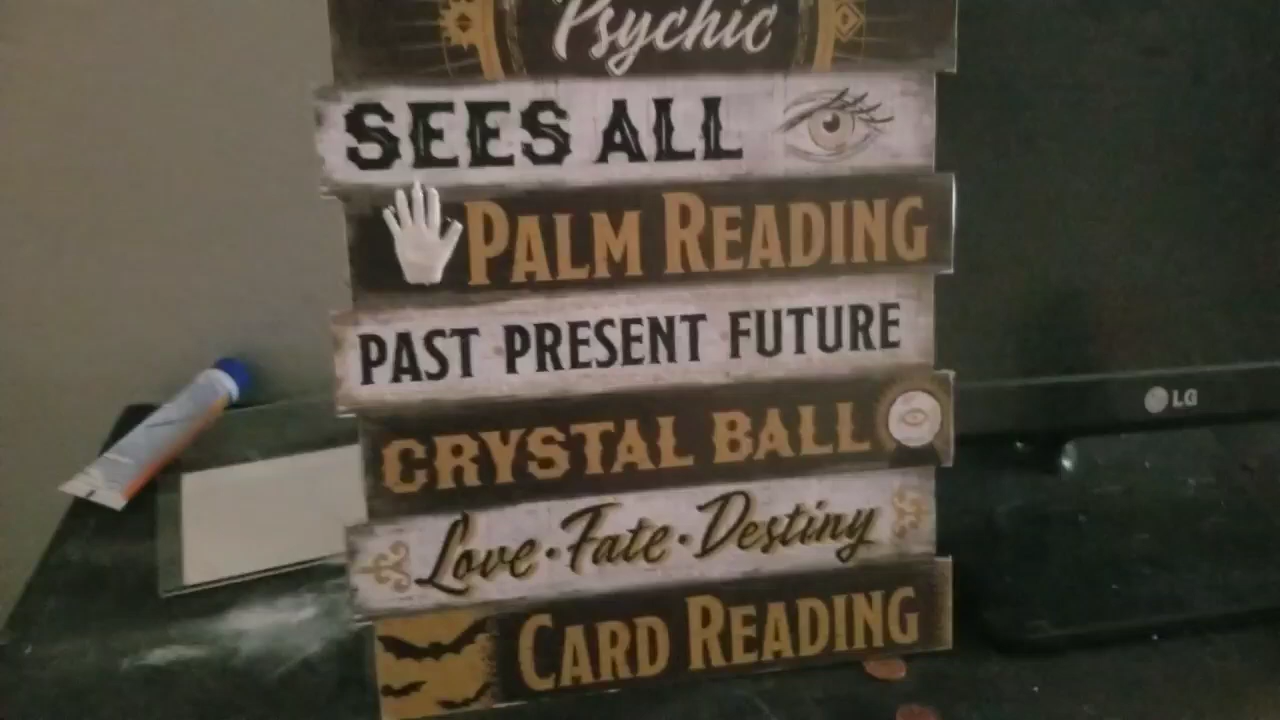 Psychic
SEES ALL
PALM READING
PAST PRESENT FUTURE
CRYSTAL BALL
LG
Love · Fate · Destiny
CARD READING